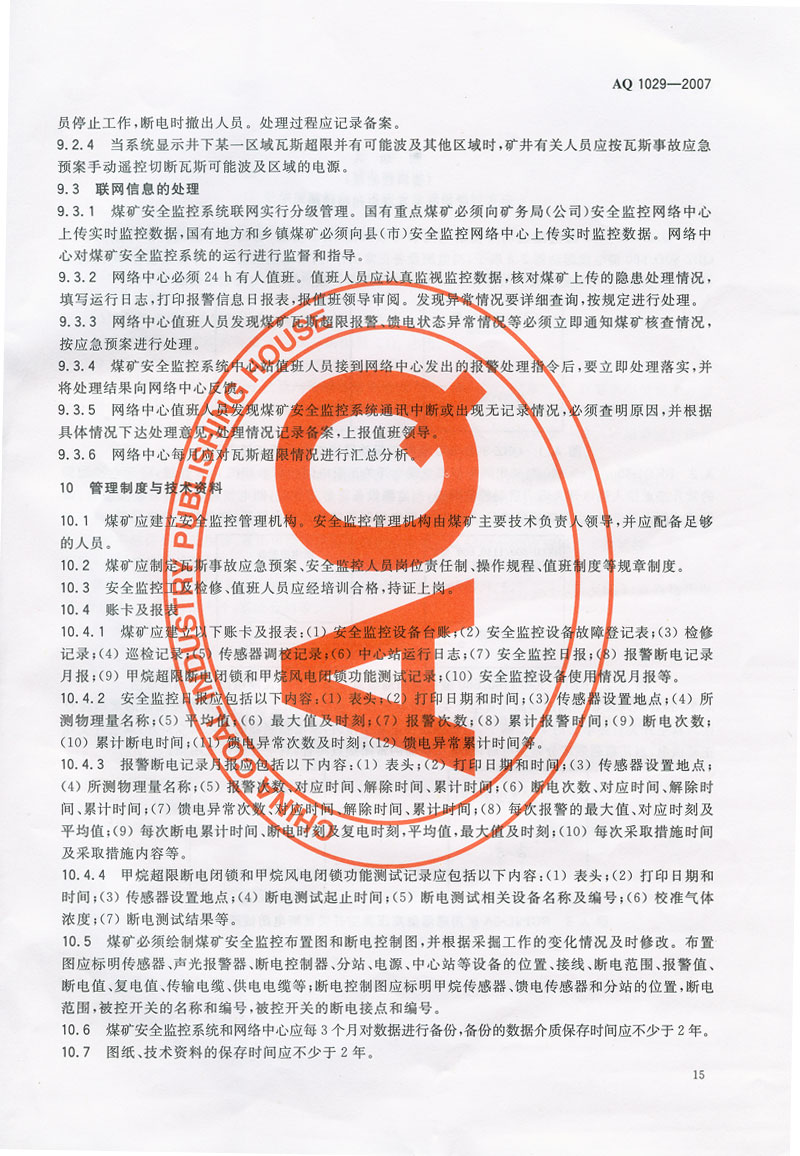 AQ 1029—2007
员停止工作,断电时撤出人员。处理过程应记录备案。
9.2.4 当系统显示井下某一区域瓦斯超限并有可能波及其他区域时,矿井有关人员应按瓦斯事故应急
预案手动遥控切断瓦斯可能波及区域的电源。
9.3 联网信息的处理
9.3.1 煤矿安全监控系统联网实行分级管理。国有重点煤矿必须向矿务局(公司)安全监控网络中心
上传实时监控数据,国有地方和乡镇煤矿必须向县(市)安全监控网络中心上传实时监控数据。网络中
心对煤矿安全监控系统的运行进行监督和指导。
9.3.2 网络中心必须 24 h 有人值班。值班人员应认真监视监控数据,核对煤矿上传的隐患处理情况,
填写运行日志,打印报警信息日报表,报值班领导审阅。发现异常情况要详细查询,按规定进行处理。
9.3.3 网络中心值班人员发现煤矿瓦斯超限报警、馈电状态异常情况等必须立即通知煤矿核查情况,
按应急预案进行处理。
9.3.4 煤矿安全监控系统中心站值班人员接到网络中心发出的报警处理指令后,要立即处理落实,并
将处理结果向网络中心反馈。
9.3.5 网络中心值班人员发现煤矿安全监控系统通讯中断或出现无记录情况,必须查明原因,并根据
具体情况下达处理意见,处理情况记录备案,上报值班领导。
9.3.6 网络中心每月应对瓦斯超限情况进行汇总分析。
10 管理制度与技术资料
10.1 煤矿应建立安全监控管理机构。安全监控管理机构由煤矿主要技术负责人领导,并应配备足够
的人员。
10.2 煤矿应制定瓦斯事故应急预案、安全监控人员岗位责任制、操作规程、值班制度等规章制度。
10.3 安全监控工及检修、值班人员应经培训合格,持证上岗。
10.4 账卡及报表
10.4.1 煤矿应建立以下账卡及报表:(1) 安全监控设备台账;(2) 安全监控设备故障登记表;(3) 检修
记录;(4) 巡检记录;(5) 传感器调校记录;(6) 中心站运行日志;(7) 安全监控日报;(8) 报警断电记录
月报;(9) 甲烷超限断电闭锁和甲烷风电闭锁功能测试记录;(10) 安全监控设备使用情况月报等。
10.4.2 安全监控日报应包括以下内容:(1) 表头;(2) 打印日期和时间;(3) 传感器设置地点;(4) 所
测物理量名称;(5) 平均值;(6) 最大值及时刻;(7) 报警次数;(8) 累计报警时间;(9) 断电次数;
(10) 累计断电时间;(11) 馈电异常次数及时刻;(12) 馈电异常累计时间等。
10.4.3 报警断电记录月报应包括以下内容:(1) 表头;(2) 打印日期和时间;(3) 传感器设置地点;
(4) 所测物理量名称;(5) 报警次数、对应时间、解除时间、累计时间;(6) 断电次数、对应时间、解除时
间、累计时间;(7) 馈电异常次数、对应时间、解除时间、累计时间;(8) 每次报警的最大值、对应时刻及
平均值;(9) 每次断电累计时间、断电时刻及复电时刻,平均值,最大值及时刻;(10) 每次采取措施时间
及采取措施内容等。
10.4.4 甲烷超限断电闭锁和甲烷风电闭锁功能测试记录应包括以下内容:(1) 表头;(2) 打印日期和
时间;(3) 传感器设置地点;(4) 断电测试起止时间;(5) 断电测试相关设备名称及编号;(6) 校准气体
浓度;(7) 断电测试结果等。
10.5 煤矿必须绘制煤矿安全监控布置图和断电控制图,并根据采掘工作的变化情况及时修改。布置
图应标明传感器、声光报警器、断电控制器、分站、电源、中心站等设备的位置、接线、断电范围、报警值、
断电值、复电值、传输电缆、供电电缆等;断电控制图应标明甲烷传感器、馈电传感器和分站的位置,断电
范围,被控开关的名称和编号,被控开关的断电接点和编号。
10.6 煤矿安全监控系统和网络中心应每 3 个月对数据进行备份,备份的数据介质保存时间应不少于 2 年。
10.7 图纸、技术资料的保存时间应不少于 2 年。
15
CHINA COAL INDUSTRY PUBLISHING HOUSE
AQ